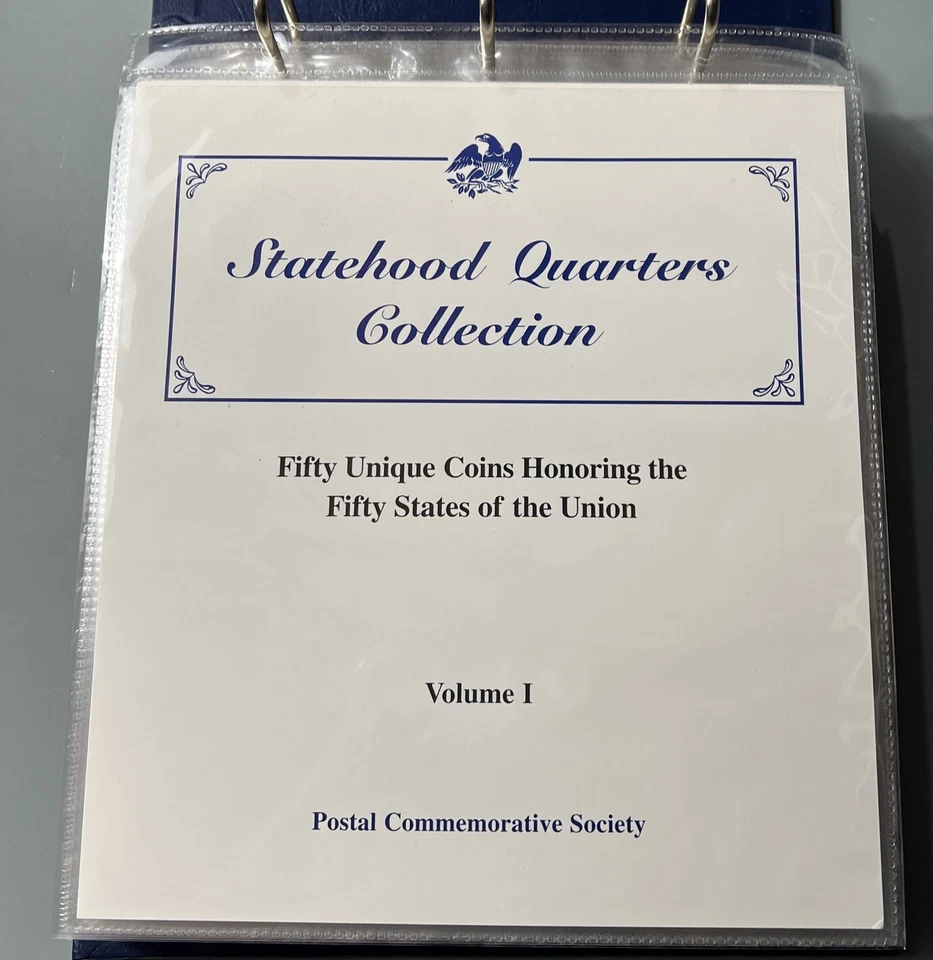 Statehood Quarters
Collection
Fifty Unique Coins Honoring the
Fifty States of the Union
Volume I
Postal Commemorative Society